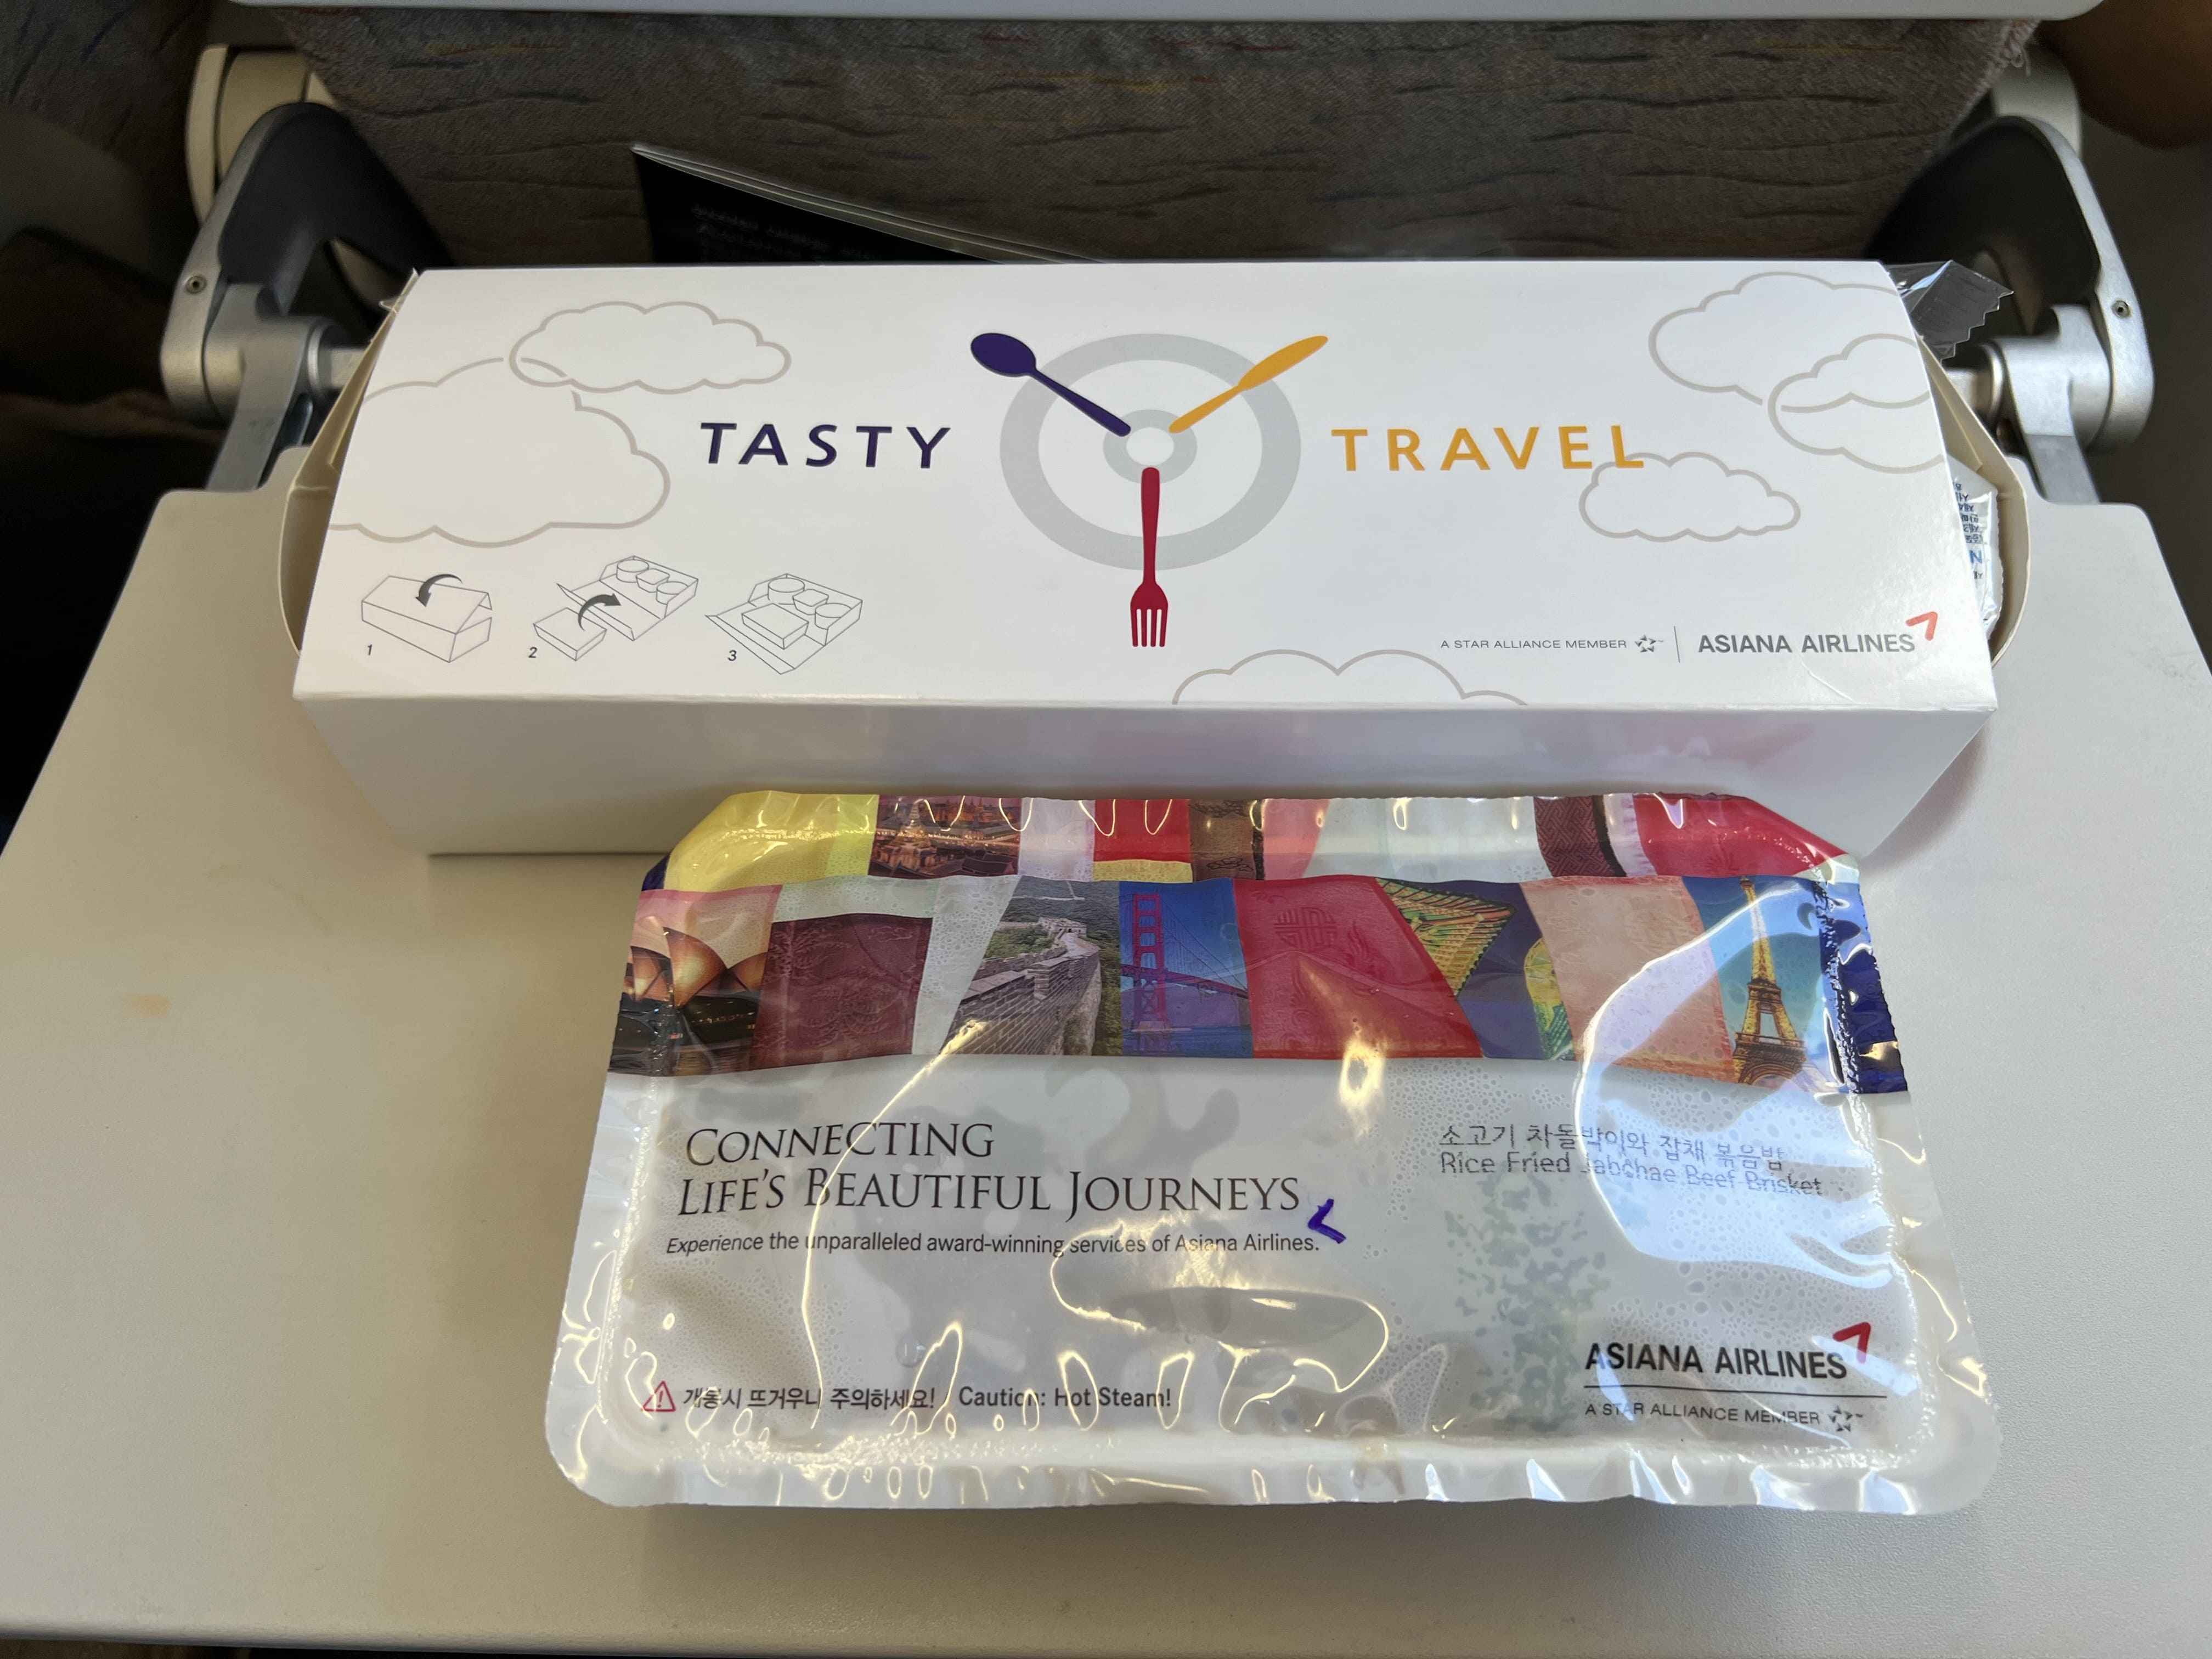 TASTY TRAVEL
1 2 3
A STAR ALLIANCE MEMBER ASIANA AIRLINES
CONNECTING
LIFE'S BEAUTIFUL JOURNEYS
Experience the unparalleled award-winning services of Asiana Airlines.
소고기 차돌박이와 잡채 볶음밥
Rice Fried Jabchae Beef Brisket
ASIANA AIRLINES
A STAR ALLIANCE MEMBER
개봉시 뜨거우니 주의하세요! / Caution: Hot Steam!